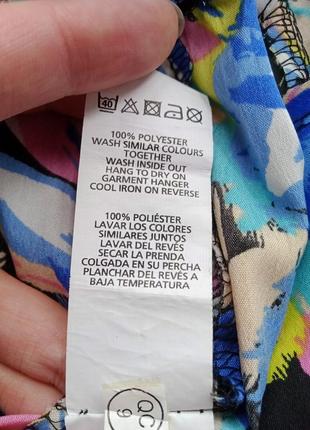 40
100% POLYESTER
WASH SIMILAR COLOURS
TOGETHER
WASH INSIDE OUT
HANG TO DRY ON
GARMENT HANGER
COOL IRON ON REVERSE
100% POLIÉSTER
LAVAR LOS COLORES
SIMILARES JUNTOS
LAVAR DEL REVÉS
SECAR LA PRENDA
COLGADA EN SU PERCHA
PLANCHAR DEL REVÉS A
BAJA TEMPERATURA
QC
9